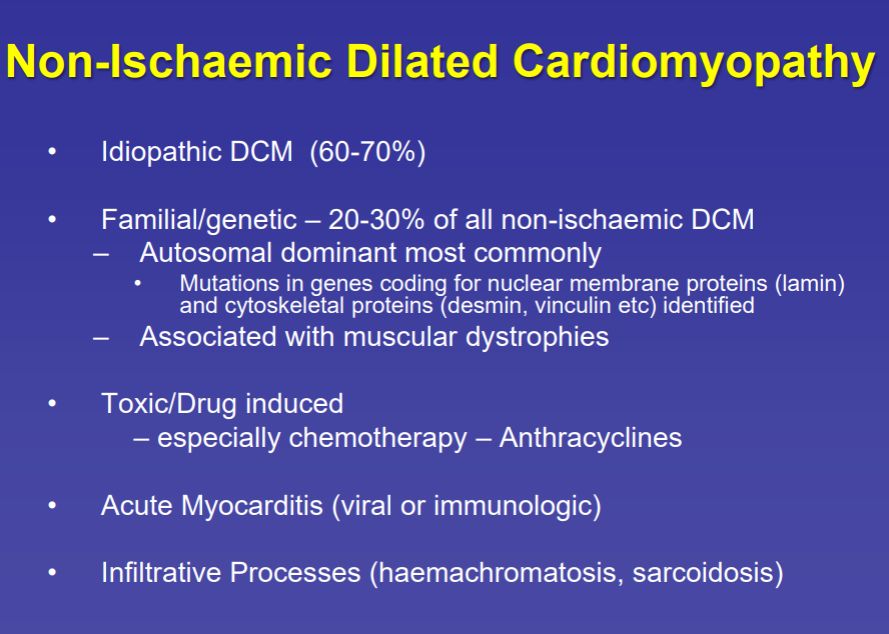 Non-Ischaemic Dilated Cardiomyopathy
• Idiopathic DCM (60-70%)
• Familial/genetic – 20-30% of all non-ischaemic DCM
– Autosomal dominant most commonly
• Mutations in genes coding for nuclear membrane proteins (lamin)
and cytoskeletal proteins (desmin, vinculin etc) identified
– Associated with muscular dystrophies
• Toxic/Drug induced
– especially chemotherapy – Anthracyclines
• Acute Myocarditis (viral or immunologic)
• Infiltrative Processes (haemachromatosis, sarcoidosis)